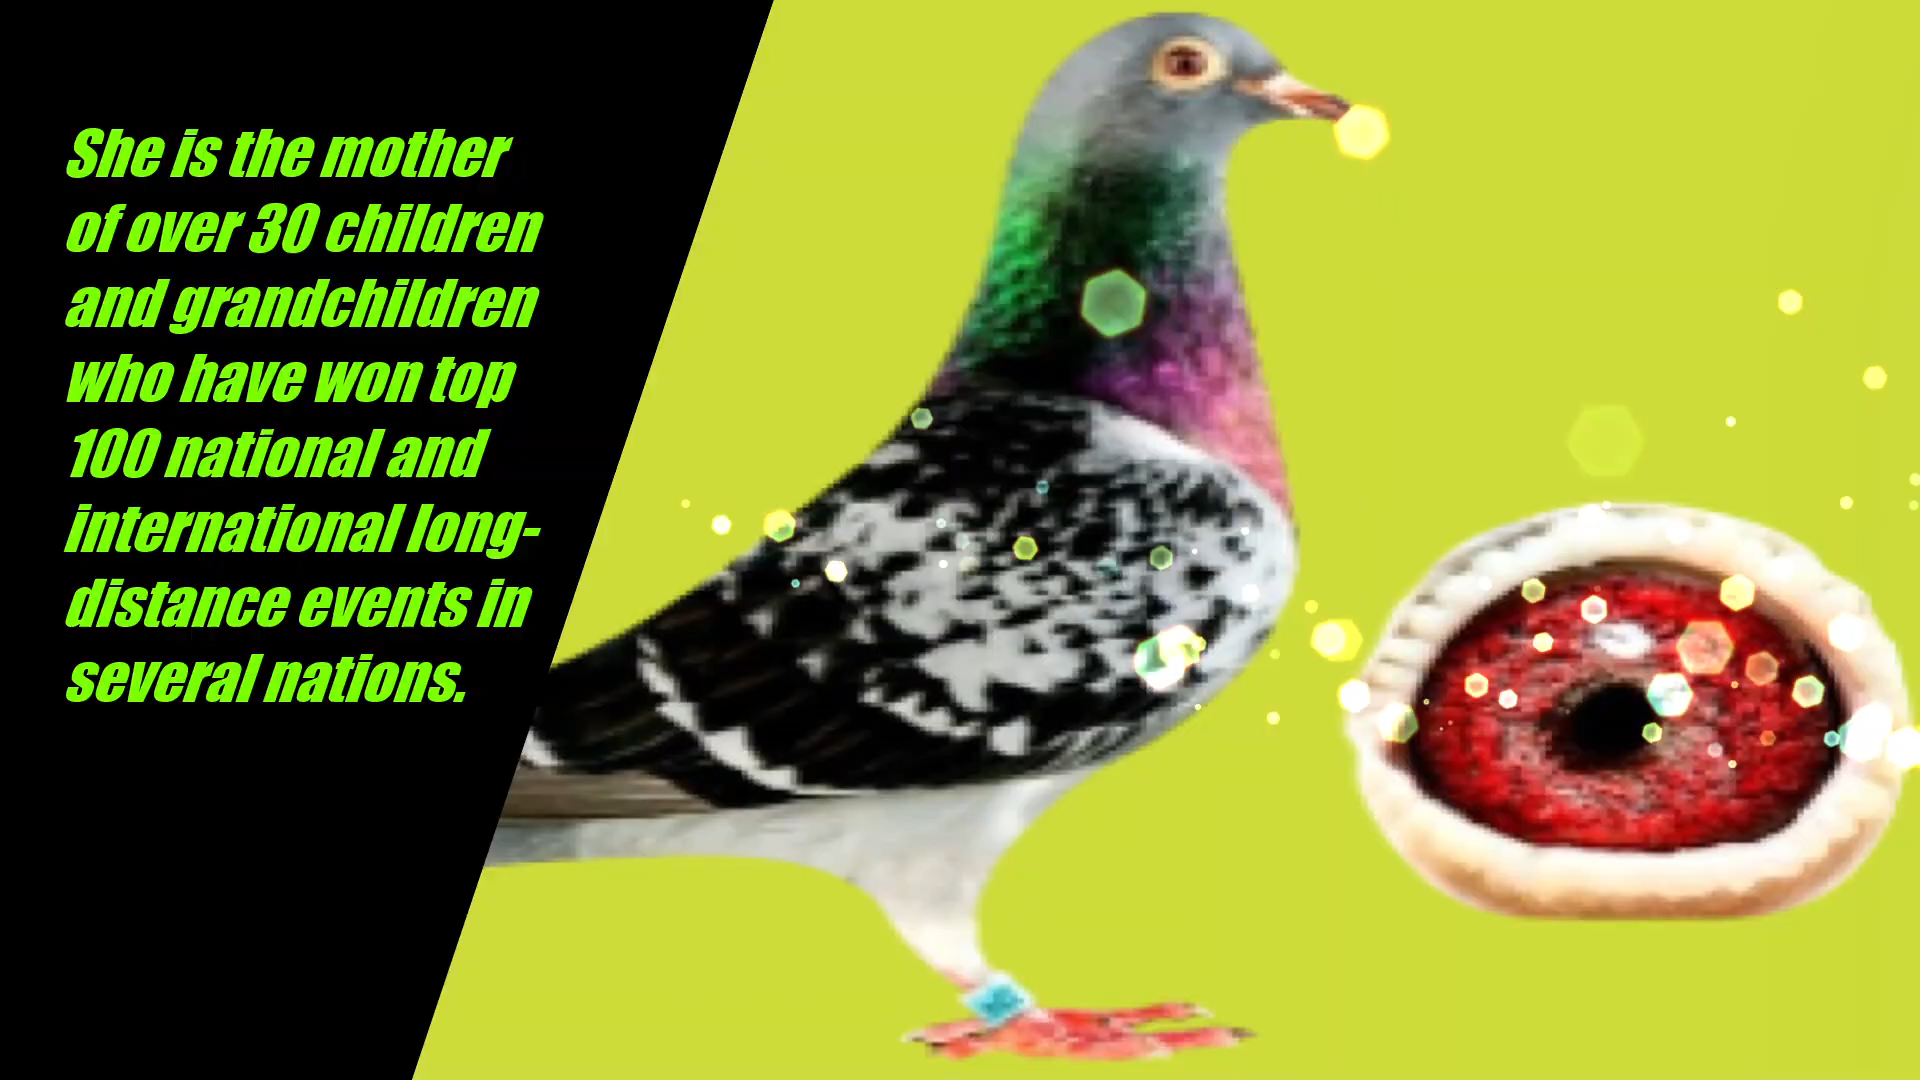 She is the mother
of over 30 children
and grandchildren
who have won top
100 national and
international long-
distance events in
several nations.